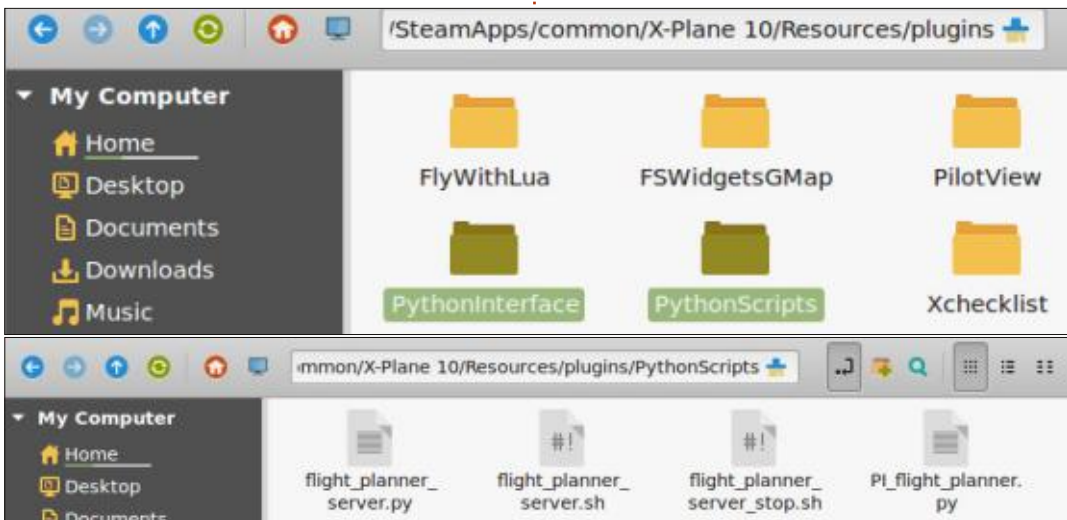 /SteamApps/common/X-Plane 10/Resources/plugins
My Computer
Home
Desktop
Documents
Downloads
Music
FlyWithLua
FSWidgetsGMap
PilotView
PythonInterface
PythonScripts
Xchecklist
mmon/X-Plane 10/Resources/plugins/PythonScripts
My Computer
Home
Desktop
Documents
#!
#!
flight_planner_
server.py
flight_planner_
server.sh
flight_planner_
server_stop.sh
PI_flight_planner.
py